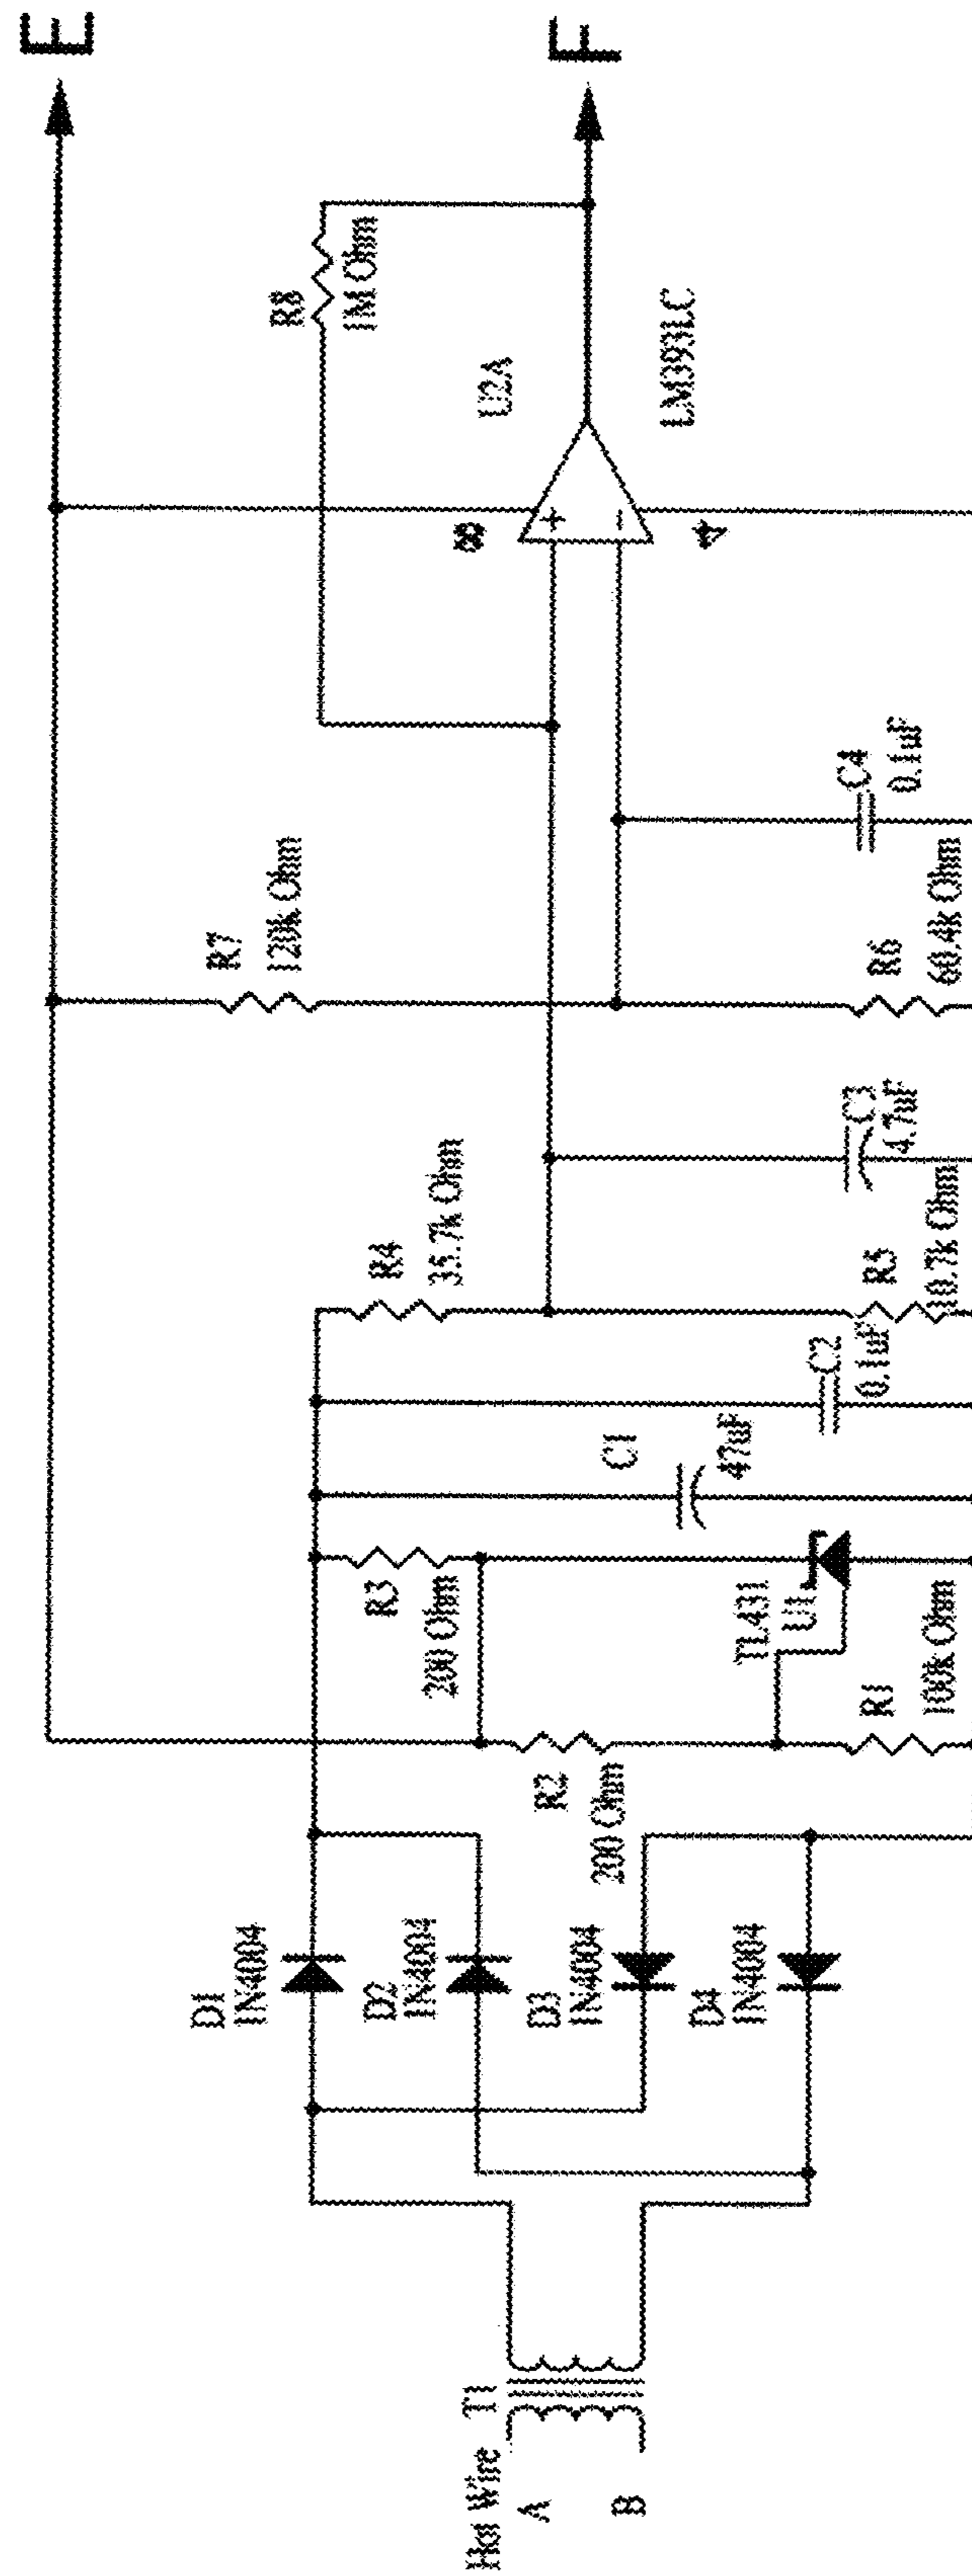 E
F
R8
1M Ohm
U2A
LM393LC
8
4
R7
120k Ohm
C4
0.1uF
R6
60.4k Ohm
C3
4.7uF
R4
35.7k Ohm
R5
10.7k Ohm
C2
0.1uF
C1
47uF
R3
200 Ohm
TL431
U1
R2
200 Ohm
R1
100k Ohm
D1
1N4004
D2
1N4004
D3
1N4004
D4
1N4004
Hot Wire
T1
A
B